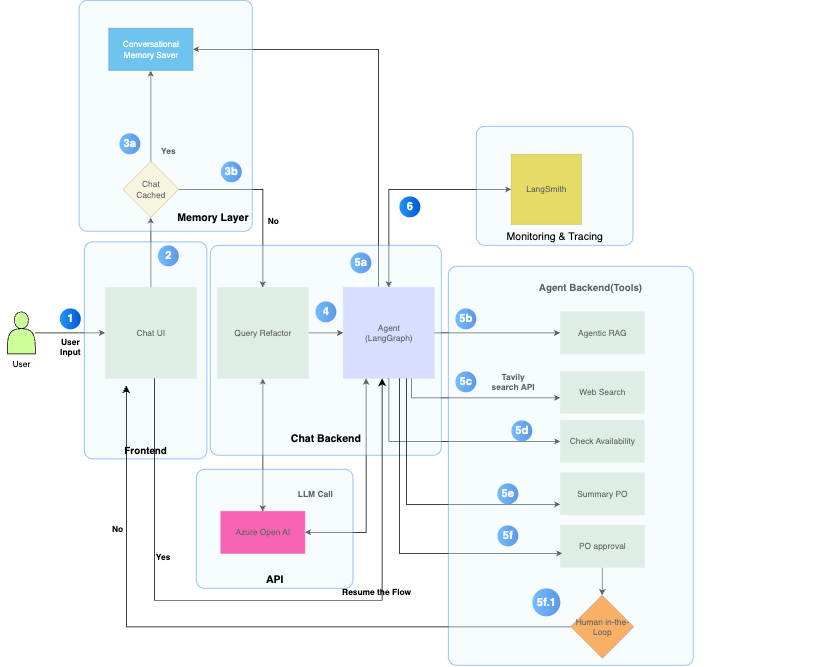 Conversational
Memory Saver
3a
Yes
3b
Chat
Cached
Memory Layer
No
2
1
User
Input
User
Chat UI
Frontend
5a
Query Refactor
4
Agent
(LangGraph)
Chat Backend
6
LangSmith
Monitoring & Tracing
Agent Backend(Tools)
5b
Agentic RAG
5c
Tavily
search API
Web Search
5d
Check Availability
5e
Summary PO
5f
PO approval
5f.1
Human in-the-
Loop
LLM Call
Azure Open AI
API
No
Yes
Resume the Flow